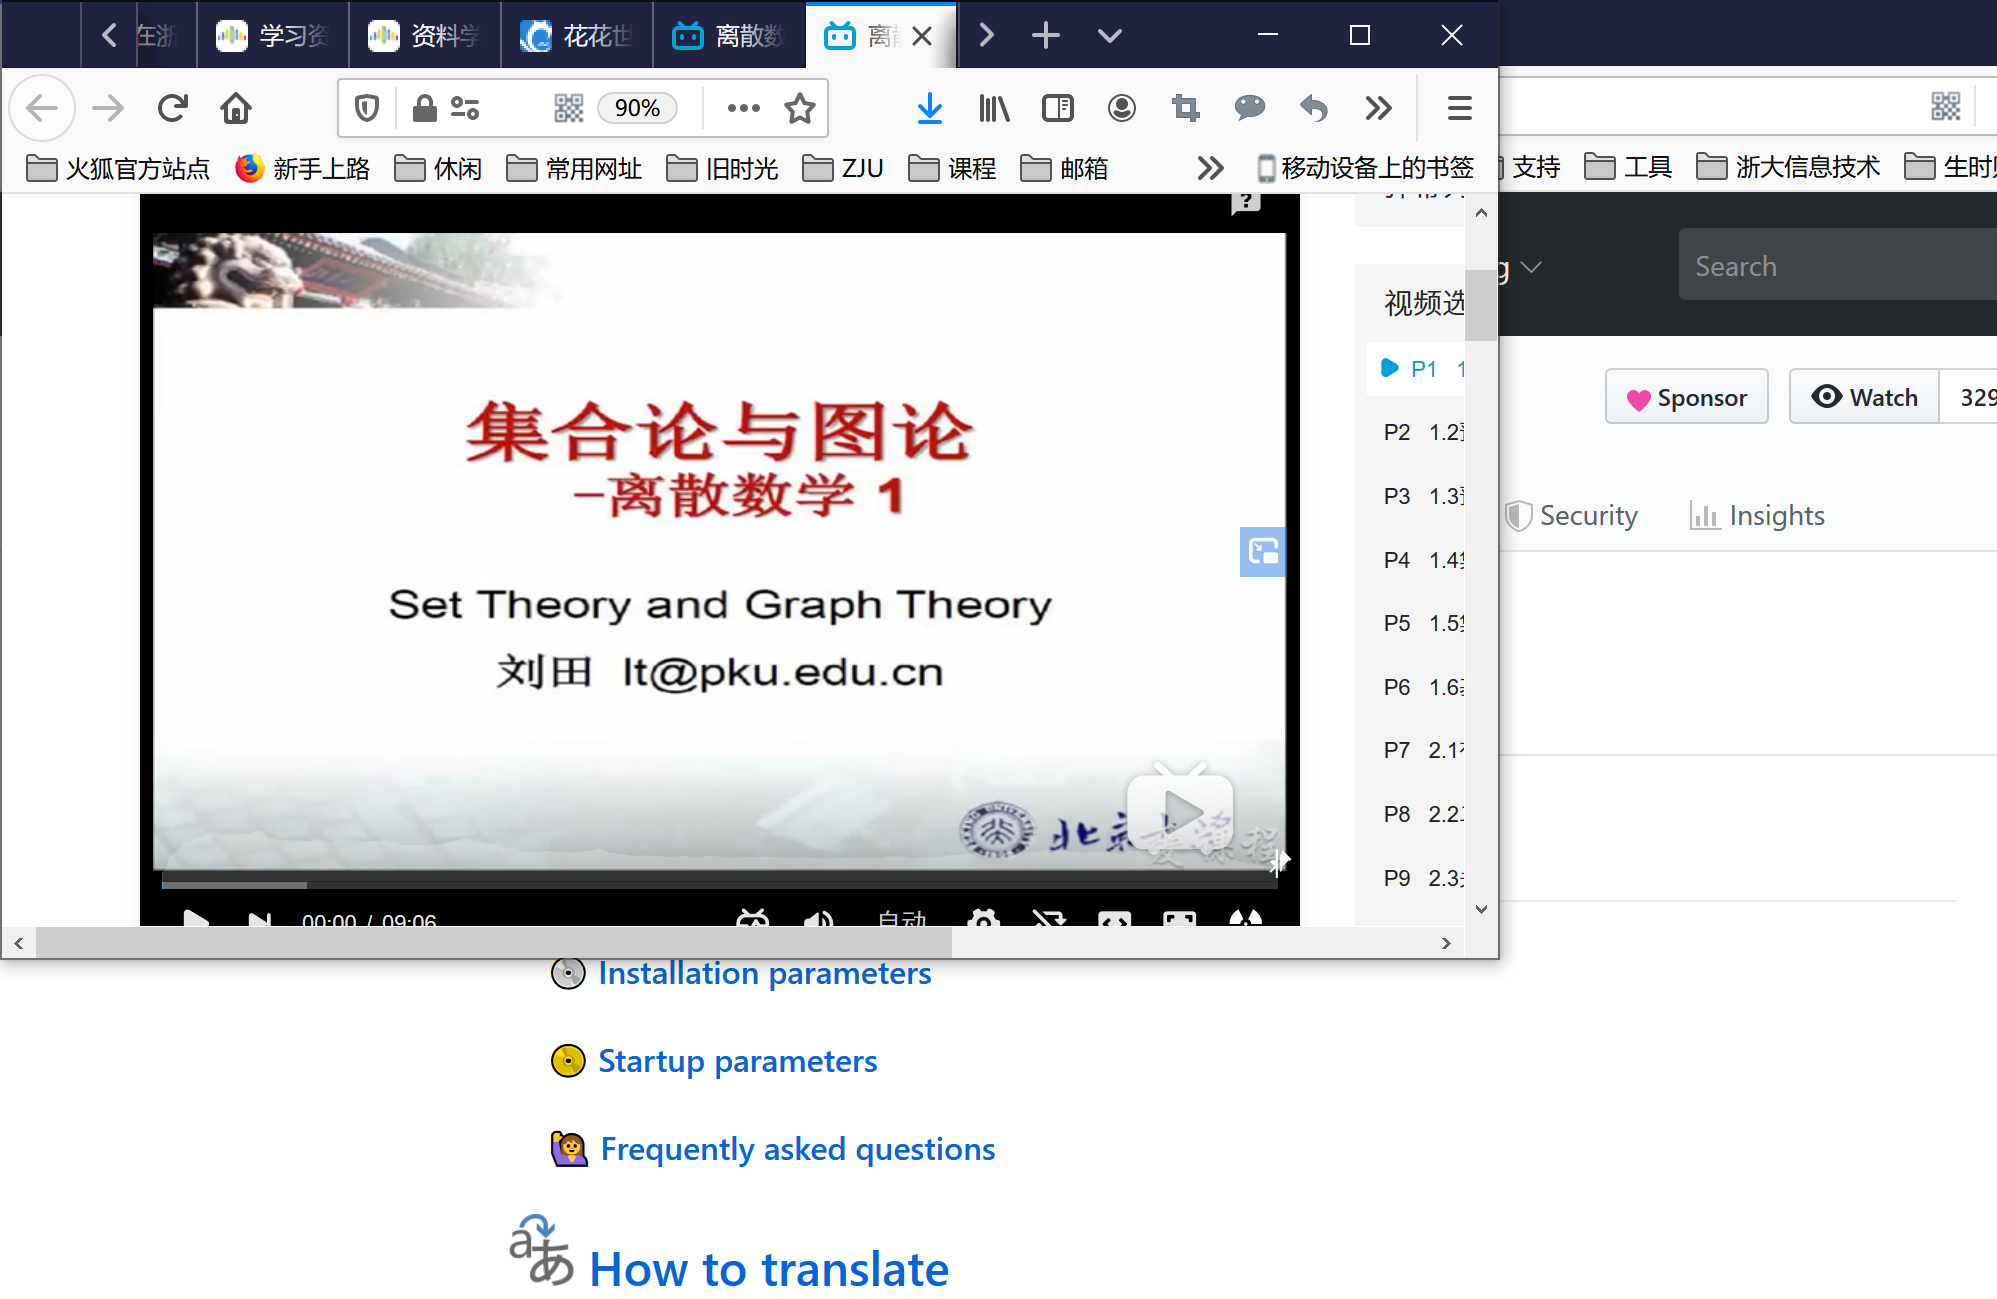 在浙
学习资
资料学
花花世
离散数
离散
90%
火狐官方站点
新手上路
休闲
常用网址
旧时光
ZJU
课程
邮箱
移动设备上的书签
支持
工具
浙大信息技术
生时
?
集合论与图论
-离散数学 1
Set Theory and Graph Theory
刘田 lt@pku.edu.cn
00:00 / 09:06
自动
视频选
P1 1
P2 1.2
P3 1.3
P4 1.4
P5 1.5
P6 1.6
P7 2.1
P8 2.2
P9 2.3
g
Search
Sponsor
Watch
329
Security
Insights
Installation parameters
Startup parameters
Frequently asked questions
How to translate